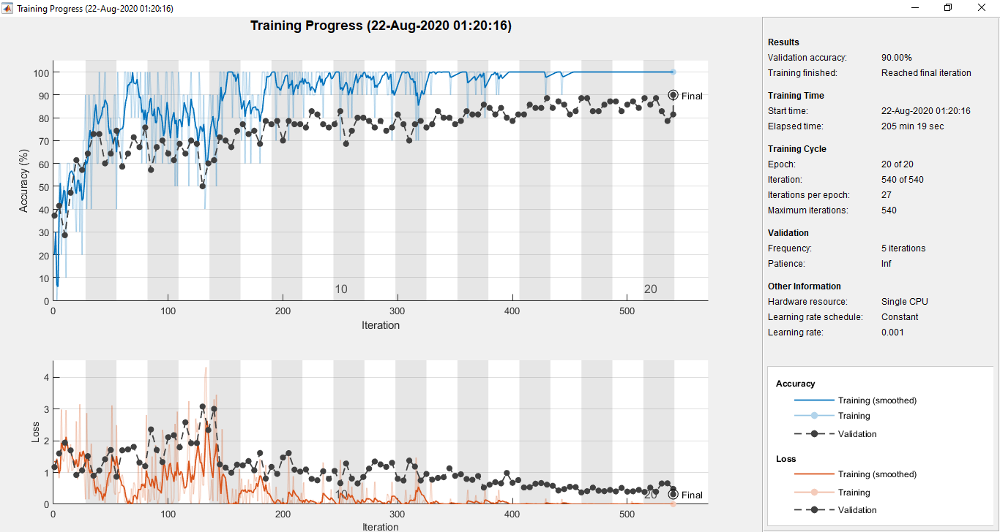 Training Progress (22-Aug-2020 01:20:16)
Training Progress (22-Aug-2020 01:20:16)
100
90
80
70
60
50
40
30
20
10
0
Accuracy (%)
Final
10
20
0 100 200 300 400 500
Iteration
4
3
2
1
0
Loss
10
20
Final
0 100 200 300 400 500
Iteration
Results
Validation accuracy: 90.00%
Training finished: Reached final iteration
Training Time
Start time: 22-Aug-2020 01:20:16
Elapsed time: 205 min 19 sec
Training Cycle
Epoch: 20 of 20
Iteration: 540 of 540
Iterations per epoch: 27
Maximum iterations: 540
Validation
Frequency: 5 iterations
Patience: Inf
Other Information
Hardware resource: Single CPU
Learning rate schedule: Constant
Learning rate: 0.001
Accuracy
Training (smoothed)
Training
Validation
Loss
Training (smoothed)
Training
Validation